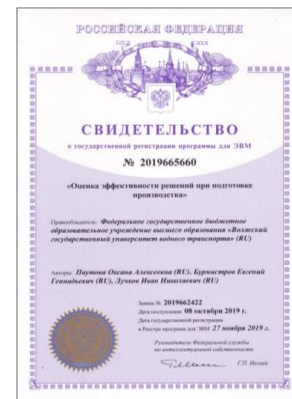 РОССИЙСКАЯ ФЕДЕРАЦИЯ
СВИДЕТЕЛЬСТВО
о государственной регистрации программы для ЭВМ
№ 2019665660
«Оценка эффективности решений при подготовке
производства»
Правообладатель: Федеральное государственное бюджетное
образовательное учреждение высшего образования «Волжский
государственный университет водного транспорта» (RU)
Авторы: Паутова Оксана Алексеевна (RU), Бурмистров Евгений
Геннадьевич (RU), Лучков Иван Николаевич (RU)
Заявка № 2019662422
Дата поступления 08 октября 2019 г.
Дата государственной регистрации
в Реестре программ для ЭВМ 27 ноября 2019 г.
Руководитель Федеральной службы
по интеллектуальной собственности
Г.П. Ивлиев